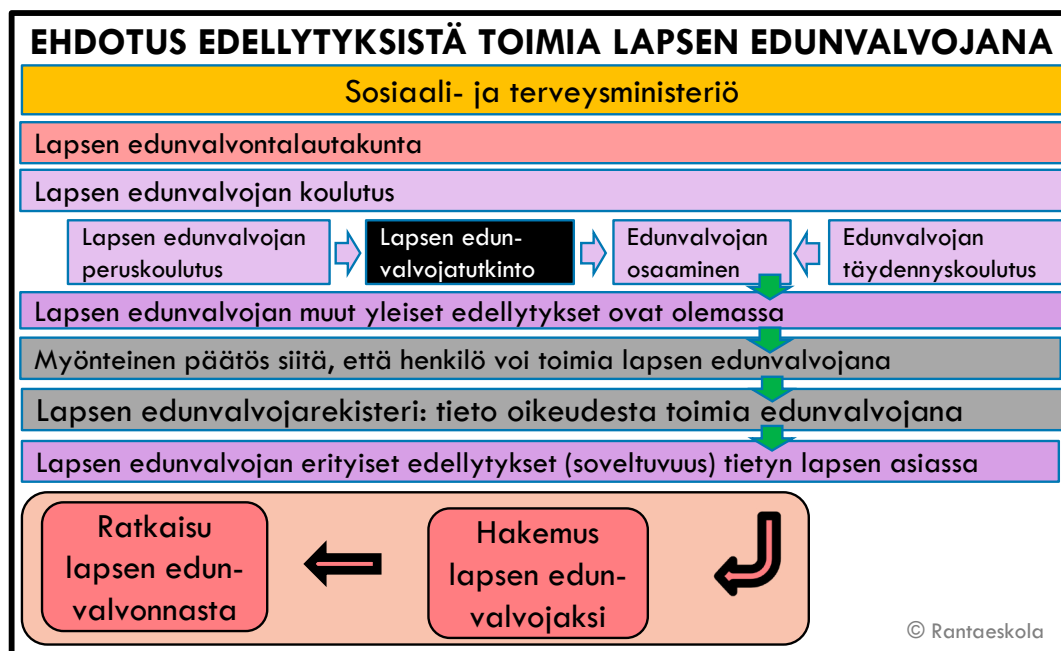 EHDOTUS EDELLYTYKSISTÄ TOIMIA LAPSEN EDUNVALVOJANA
Sosiaali- ja terveysministeriö
Lapsen edunvalvontalautakunta
Lapsen edunvalvojan koulutus
Lapsen edunvalvojan
peruskoulutus
Lapsen edun-
valvojatutkinto
Edunvalvojan
osaaminen
Edunvalvojan
täydennyskoulutus
Lapsen edunvalvojan muut yleiset edellytykset ovat olemassa
Myönteinen päätös siitä, että henkilö voi toimia lapsen edunvalvojana
Lapsen edunvalvojarekisteri: tieto oikeudesta toimia edunvalvojana
Lapsen edunvalvojan erityiset edellytykset (soveltuvuus) tietyn lapsen asiassa
Ratkaisu
lapsen edun-
valvonnasta
Hakemus
lapsen edun-
valvojaksi
© Rantaeskola